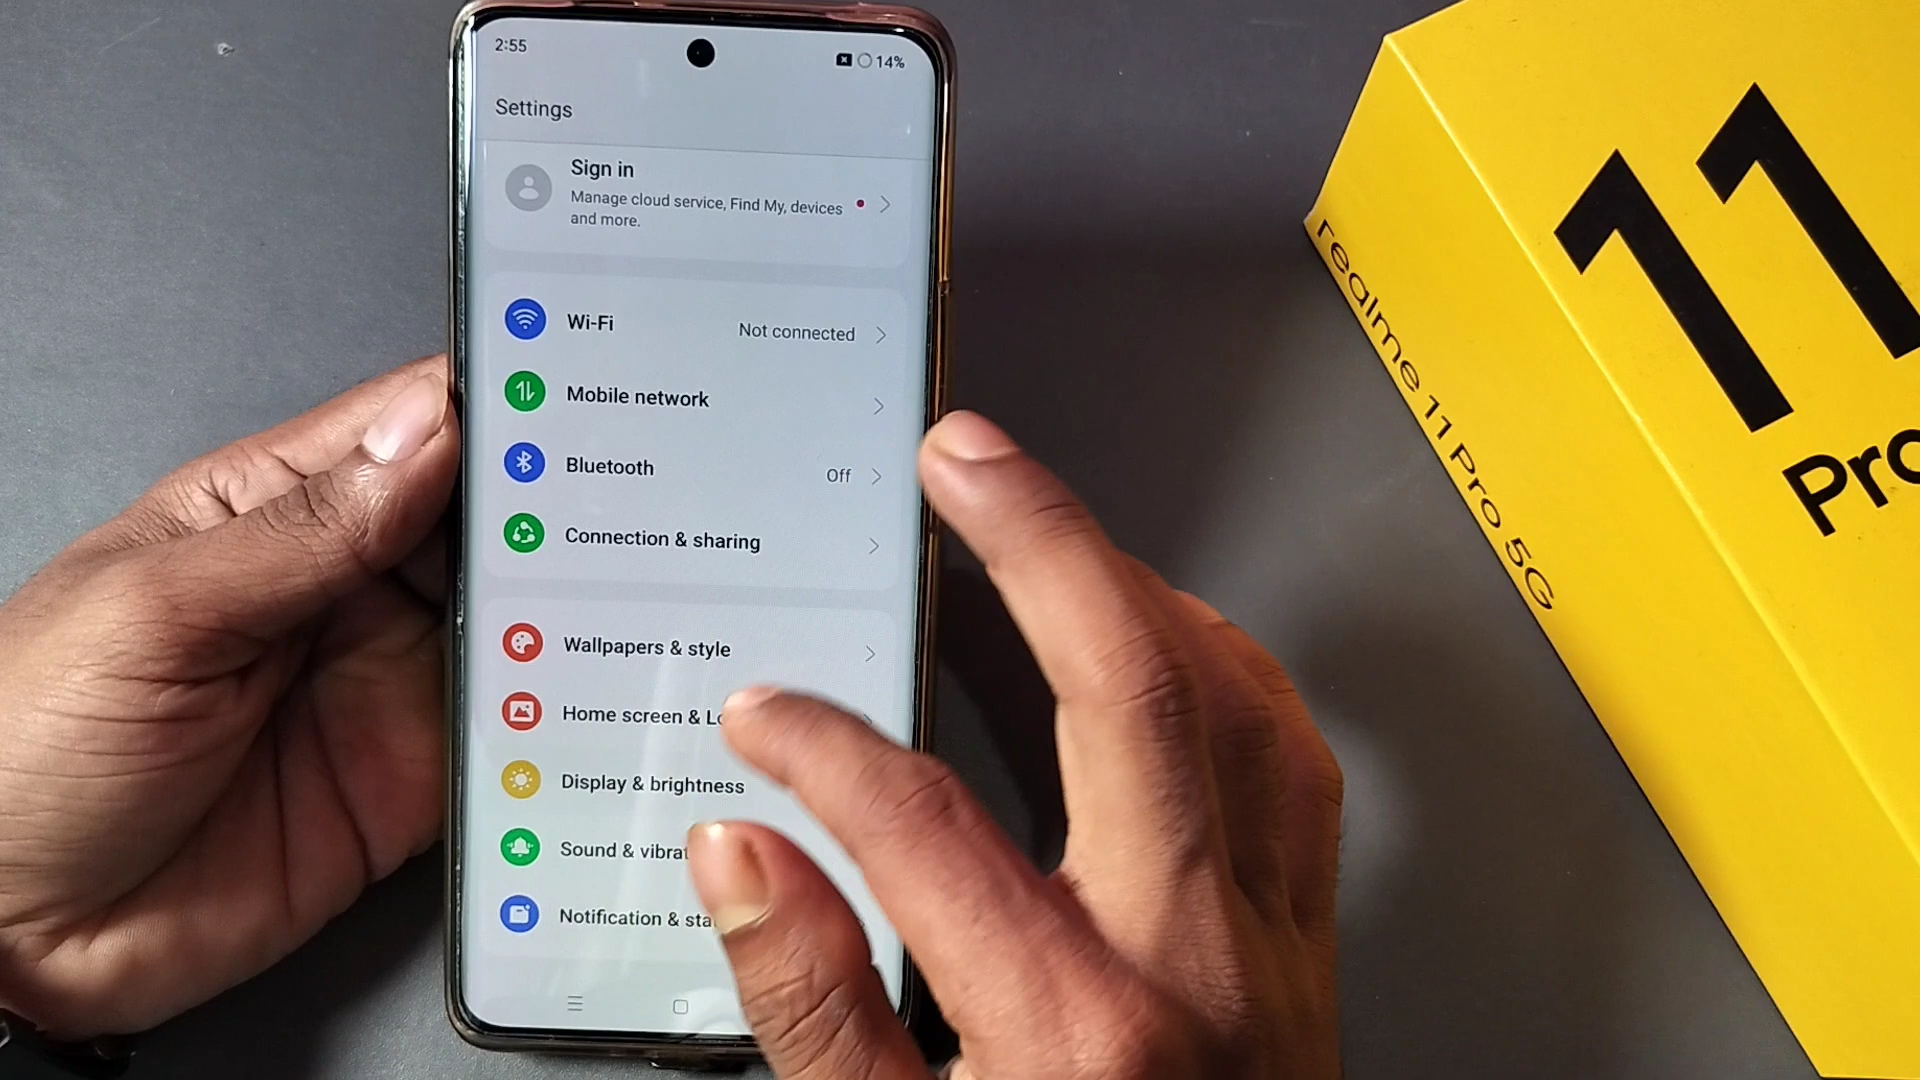 2:55
14%
Settings
Sign in
Manage cloud service, Find My, devices
and more.
Wi-Fi
Not connected
Mobile network
Bluetooth
Off
Connection & sharing
Wallpapers & style
Home screen &
Display & brightness
Sound &
Notification &
11
Pro
realme 11 Pro 5G